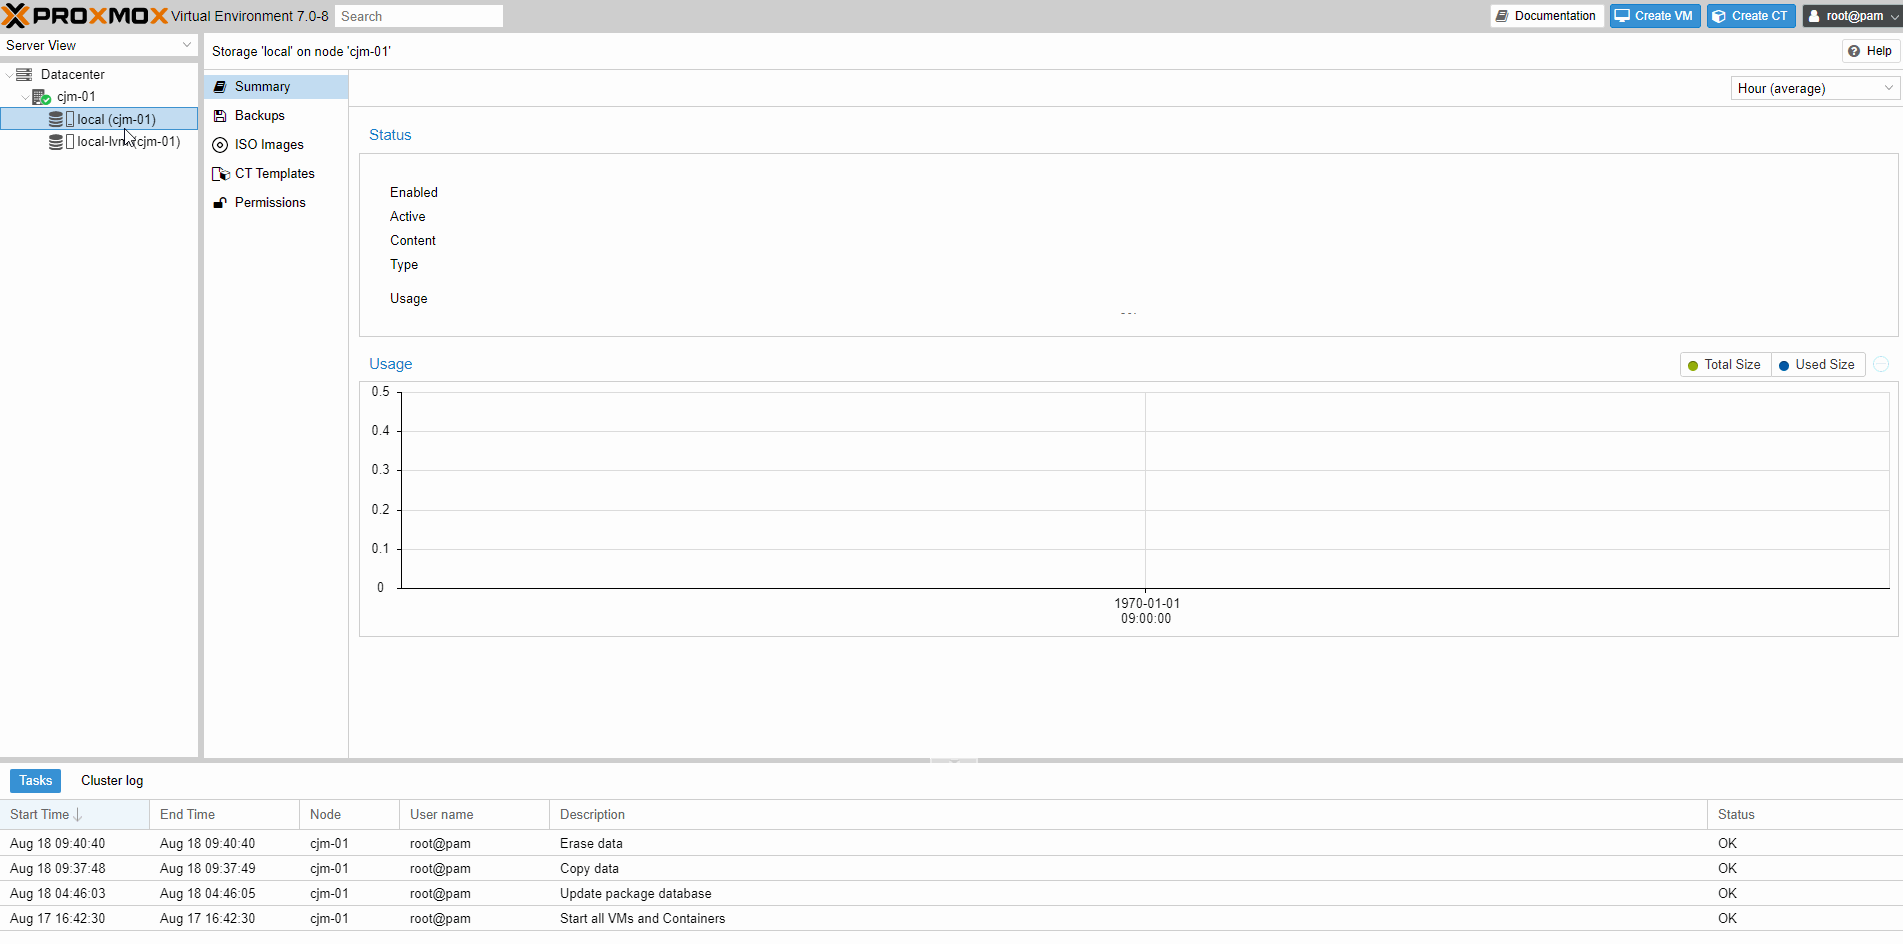 PROXMOX Virtual Environment 7.0-8 Search Documentation Create VM Create CT root@pam
Server View
Storage 'local' on node 'cjm-01' Help
Datacenter
cjm-01
local (cjm-01)
(cjm-01)
Summary
Backups
ISO Images
CT Templates
Permissions
Hour (average)
Status
Enabled
Active
Content
Type
Usage
Usage
Total Size Used Size
0.5
0.4
0.3
0.2
0.1
0
1970-01-01
09:00:00
Tasks Cluster log
Start Time End Time Node User name Description Status
Aug 18 09:40:40 Aug 18 09:40:40 cjm-01 root@pam Erase data OK
Aug 18 09:37:48 Aug 18 09:37:49 cjm-01 root@pam Copy data OK
Aug 18 04:46:03 Aug 18 04:46:05 cjm-01 root@pam Update package database OK
Aug 17 16:42:30 Aug 17 16:42:30 cjm-01 root@pam Start all VMs and Containers OK